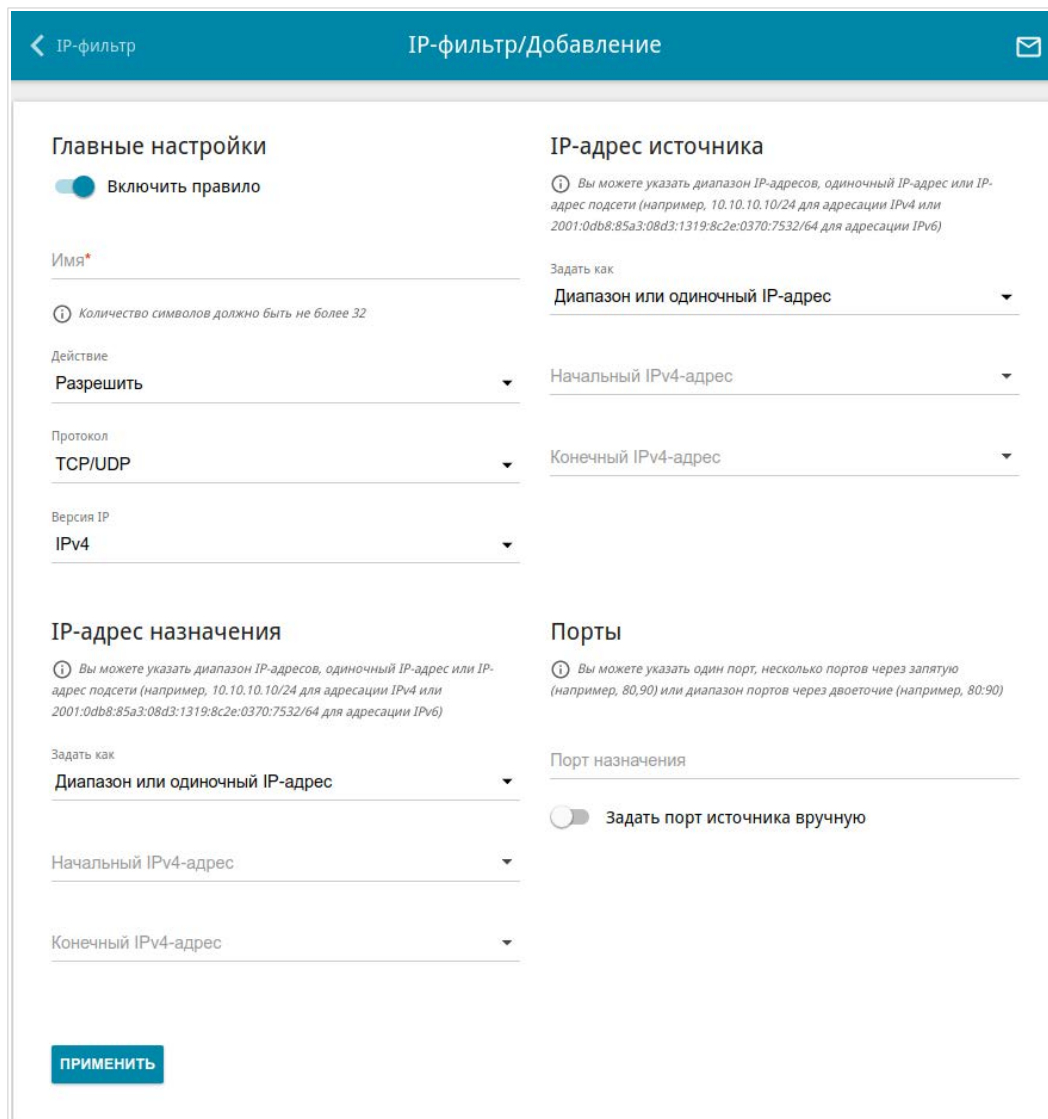 IP-фильтр
IP-фильтр/Добавление
Главные настройки
Включить правило
Имя*
Количество символов должно быть не более 32
Действие
Разрешить
Протокол
TCP/UDP
Версия IP
IPv4
IP-адрес источника
Вы можете указать диапазон IP-адресов, одиночный IP-адрес или IP-
адрес подсети (например, 10.10.10.10/24 для адресации IPv4 или
2001:0db8:85a3:08d3:1319:8c2e:0370:7532/64 для адресации IPv6)
Задать как
Диапазон или одиночный IP-адрес
Начальный IPv4-адрес
Конечный IPv4-адрес
IP-адрес назначения
Вы можете указать диапазон IP-адресов, одиночный IP-адрес или IP-
адрес подсети (например, 10.10.10.10/24 для адресации IPv4 или
2001:0db8:85a3:08d3:1319:8c2e:0370:7532/64 для адресации IPv6)
Задать как
Диапазон или одиночный IP-адрес
Начальный IPv4-адрес
Конечный IPv4-адрес
Порты
Вы можете указать один порт, несколько портов через запятую
(например, 80,90) или диапазон портов через двоеточие (например, 80:90)
Порт назначения
Задать порт источника вручную
ПРИМЕНИТЬ